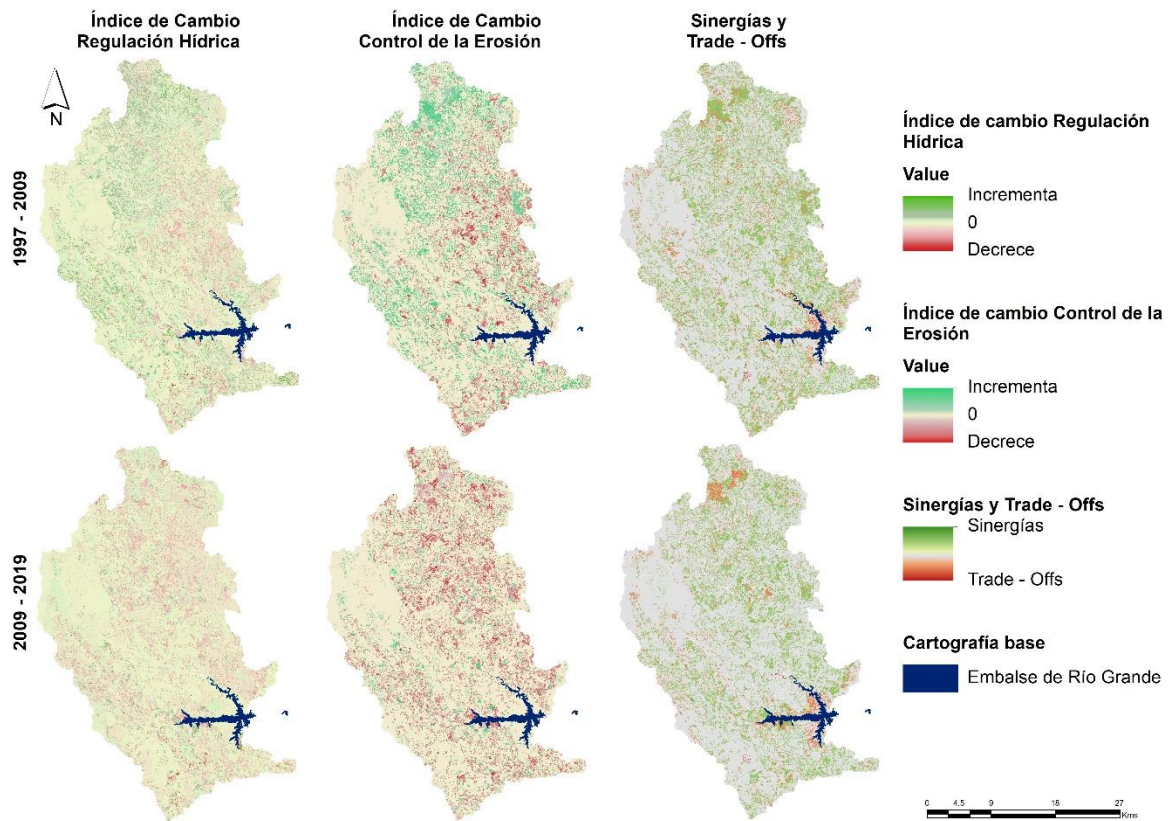 Índice de Cambio
Regulación Hídrica
Índice de Cambio
Control de la Erosión
Sinergías y
Trade - Offs
N
1997 - 2009
2009 - 2019
Índice de cambio Regulación
Hídrica
Value
Incrementa
0
Decrece
Índice de cambio Control de la
Erosión
Value
Incrementa
0
Decrece
Sinergías y Trade - Offs
Sinergías
Trade - Offs
Cartografía base
Embalse de Río Grande
0 4.5 9 18 27
Kms